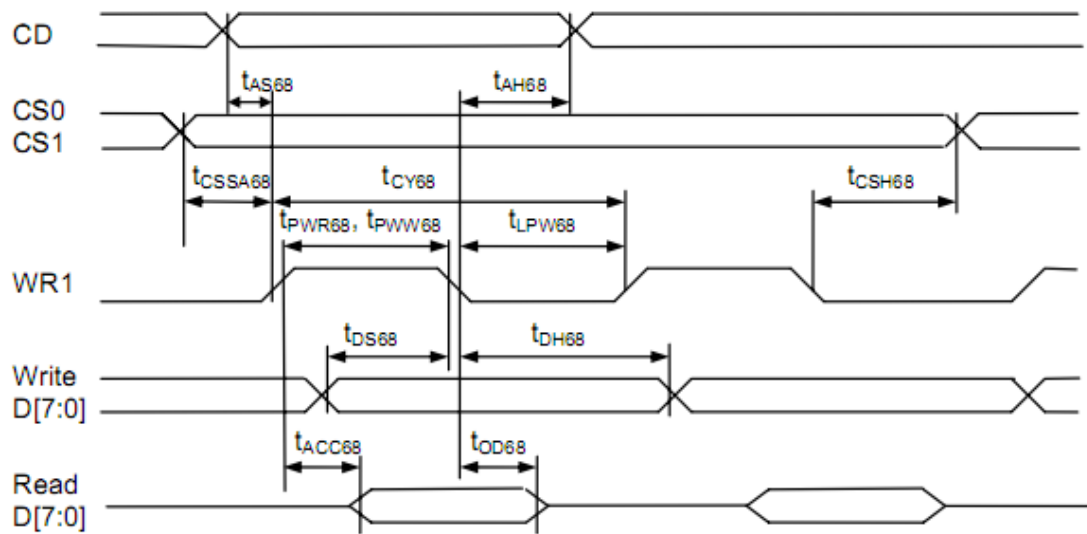 CD
tAS68 tAH68
CS0
CS1
tCSSA68 tCY68 tCSH68
tPWR68, tPWW68 tLPW68
WR1
tDS68 tDH68
Write
D[7:0]
tACC68 tOD68
Read
D[7:0]